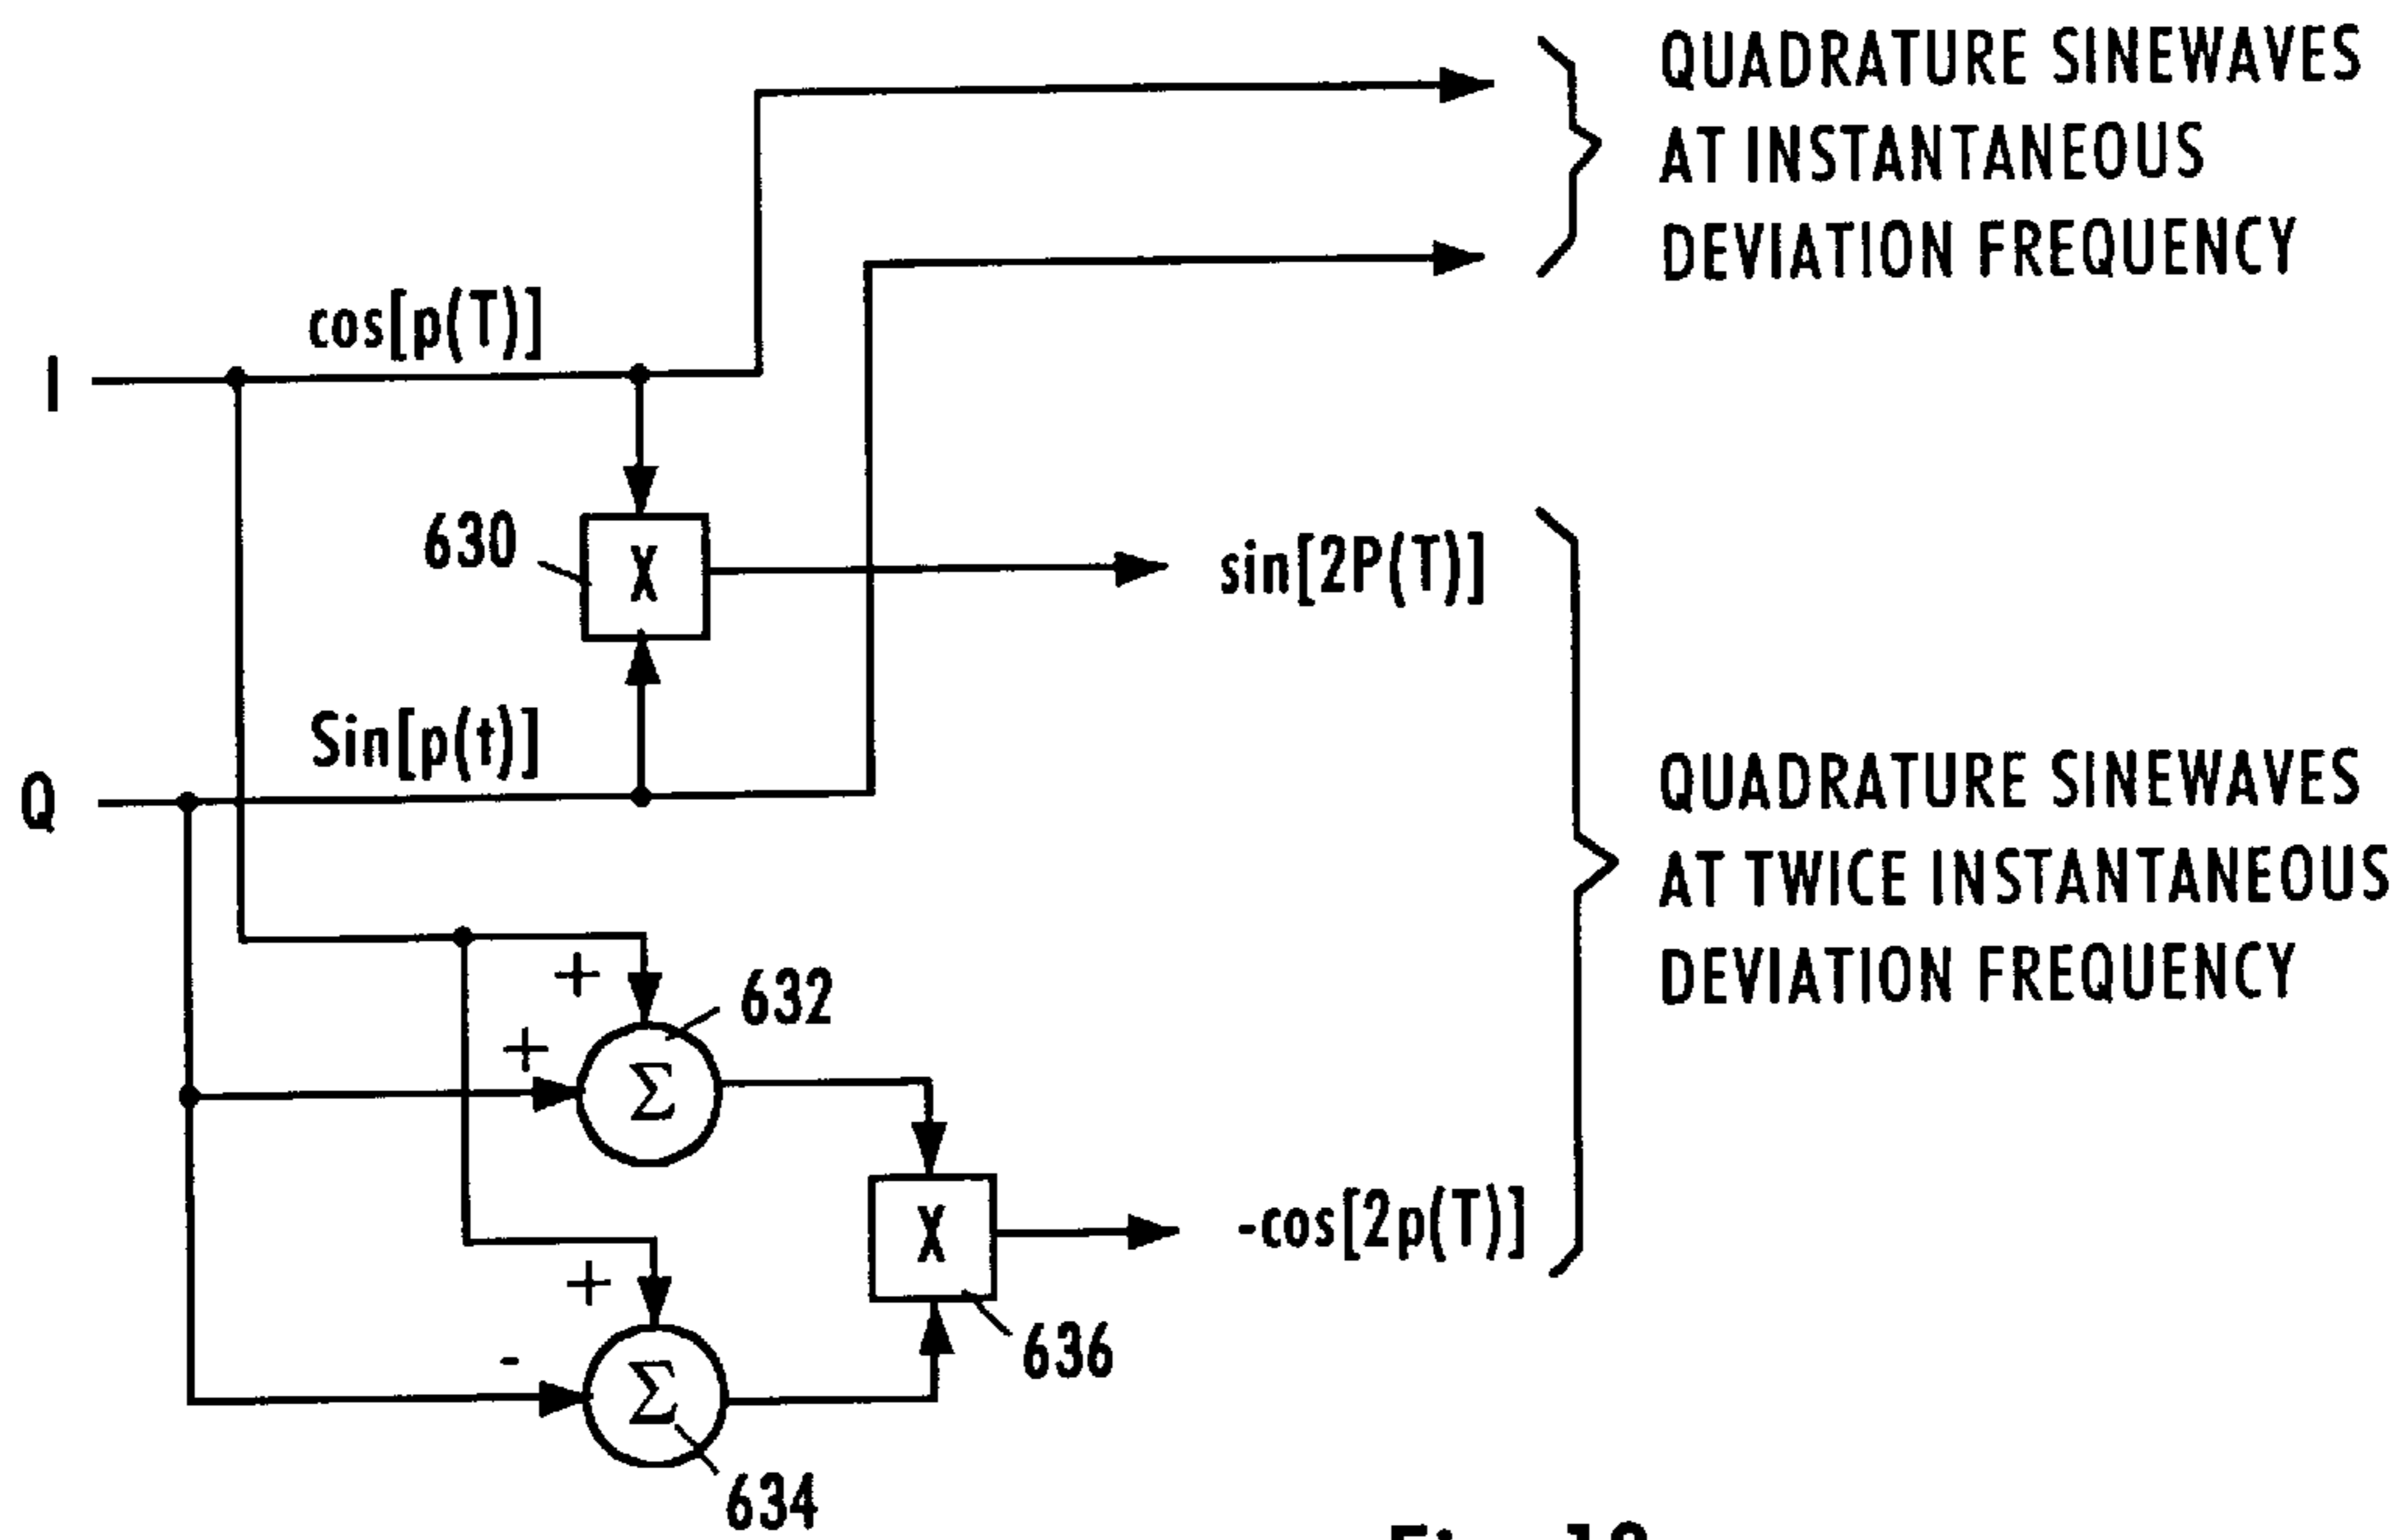 QUADRATURE SINEWAVES
AT INSTANTANEOUS
DEVIATION FREQUENCY
cos[p(T)]
I
630
X
sin[2P(T)]
Sin[p(t)]
Q
QUADRATURE SINEWAVES
AT TWICE INSTANTANEOUS
DEVIATION FREQUENCY
+
632
+
Σ
X
-cos[2p(T)]
+
636
-
Σ
634